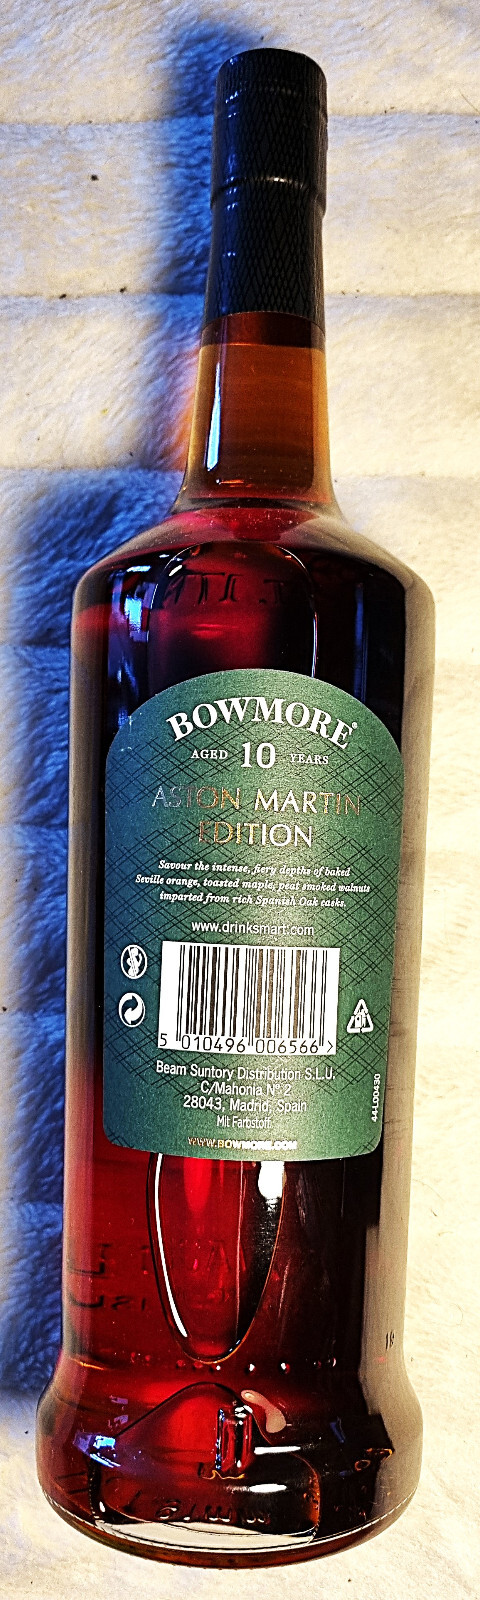 BOWMORE®
AGED 10 YEARS
ASTON MARTIN
EDITION
Savour the intense, fiery depths of baked
Seville orange, toasted maple, peat smoked walnuts
imported from rich Spanish Oak casks.
www.drinksmart.com
5 010496 006566 >
Beam Suntory Distribution S.L.U.
C/Mahonia Nº 2
28043, Madrid, Spain
Mit Farbstoff
44L00430
WWW.BOWMORE.COM